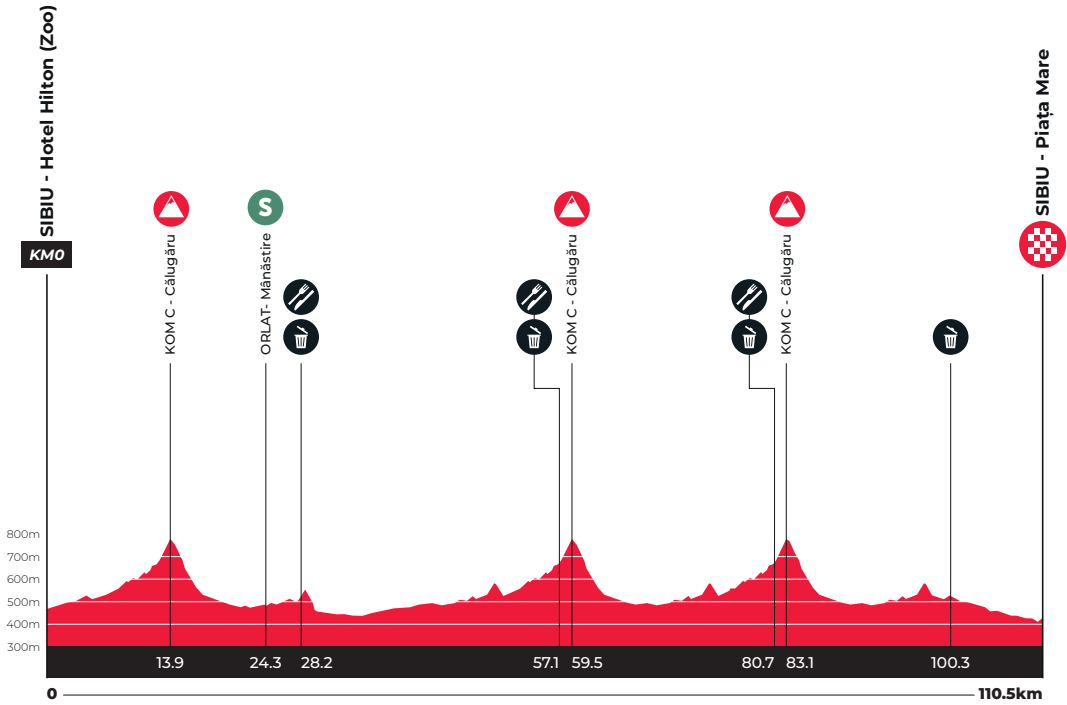 SIBIU - Hotel Hilton (Zoo)
KM0
KOM C - Călugăru
S
ORLAT- Mânăstire
KOM C - Călugăru
KOM C - Călugăru
SIBIU - Piața Mare
800m
700m
600m
500m
400m
300m
13.9 24.3 28.2 57.1 59.5 80.7 83.1 100.3
0 110.5km